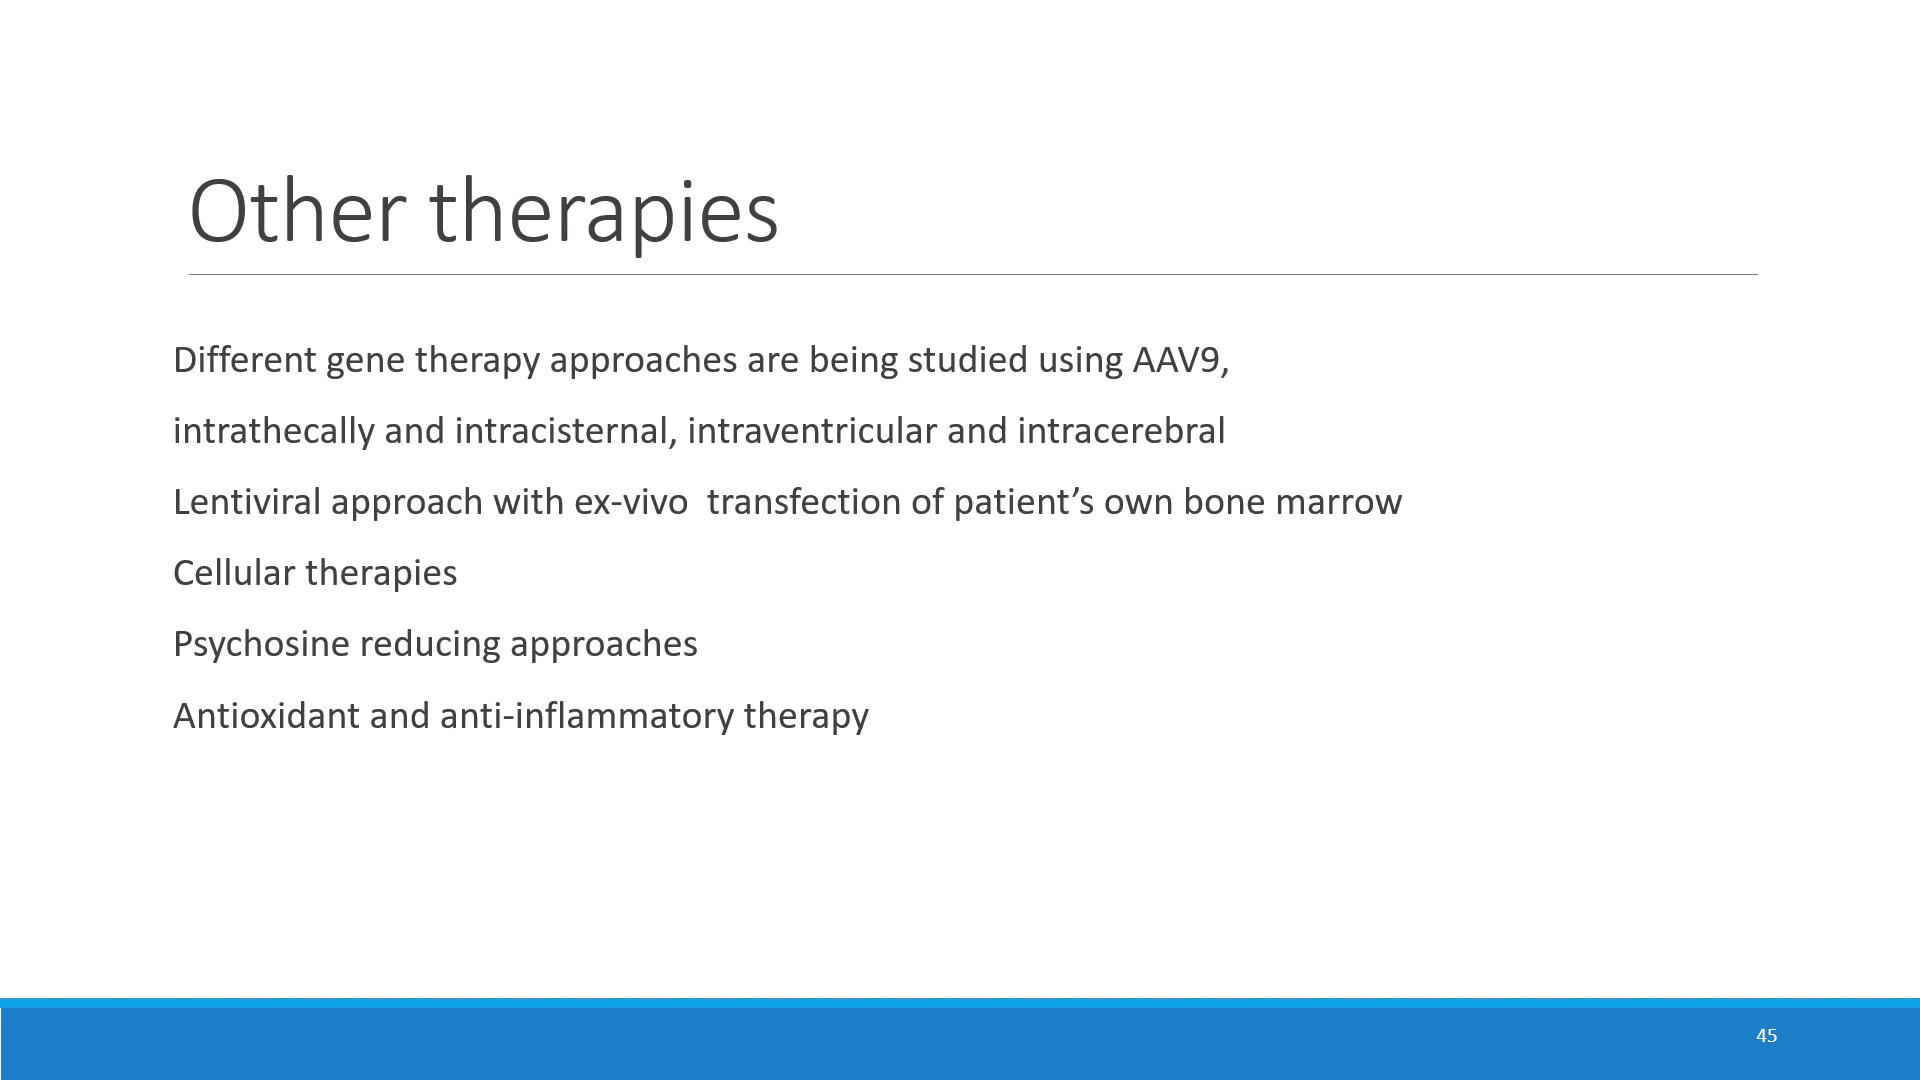 Other therapies
Different gene therapy approaches are being studied using AAV9,
intrathecally and intracisternal, intraventricular and intracerebral
Lentiviral approach with ex-vivo  transfection of patient’s own bone marrow
Cellular therapies
Psychosine reducing approaches
Antioxidant and anti-inflammatory therapy
45